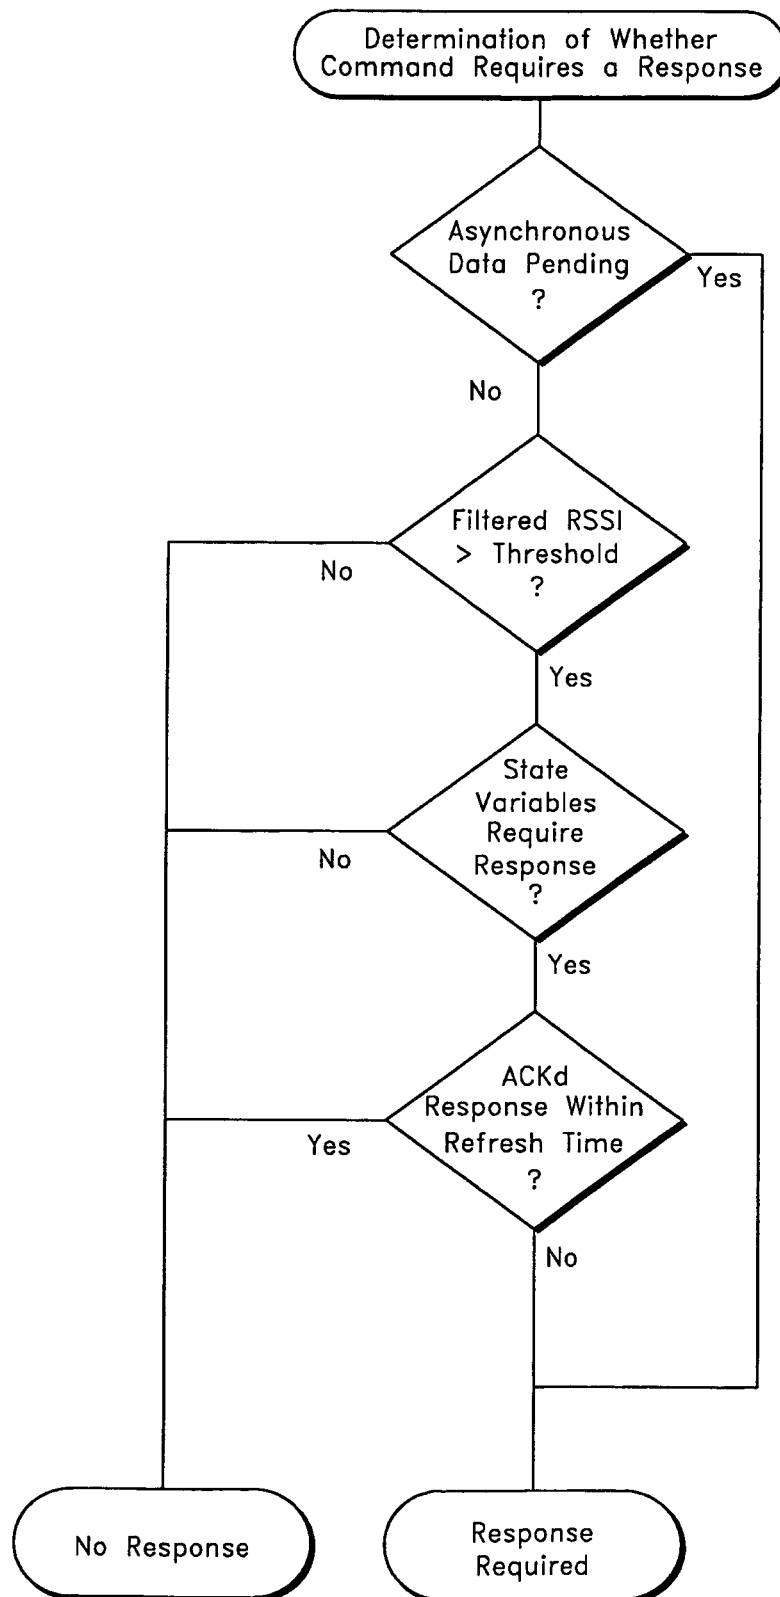 Determination of Whether
Command Requires a Response
Asynchronous
Data Pending
?
Yes
No
Filtered RSSI
> Threshold
?
No
Yes
State
Variables
Require
Response
?
No
Yes
ACKd
Response Within
Refresh Time
?
Yes
No
No Response
Response
Required